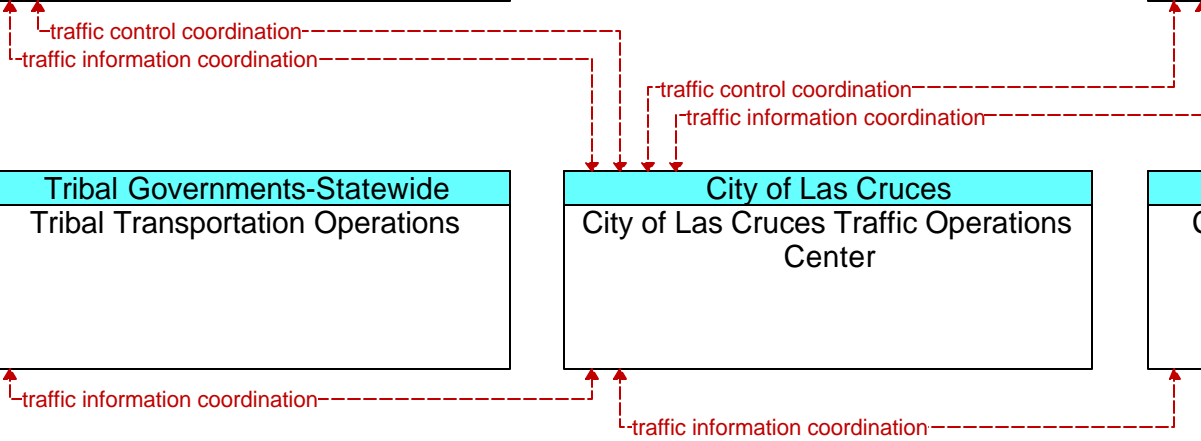 traffic control coordination
traffic information coordination
traffic control coordination
traffic information coordination
Tribal Governments-Statewide
Tribal Transportation Operations
City of Las Cruces
City of Las Cruces Traffic Operations
Center
traffic information coordination
traffic information coordination